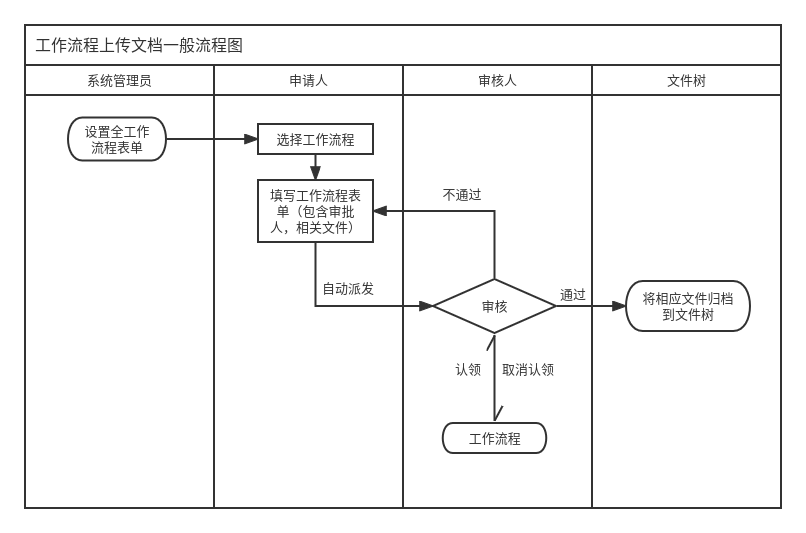 工作流程上传文档一般流程图
系统管理员
申请人
审核人
文件树
设置全工作
流程表单
选择工作流程
填写工作流程表
单（包含审批
人，相关文件）
不通过
自动派发
审核
通过
将相应文件归档
到文件树
认领
取消认领
工作流程